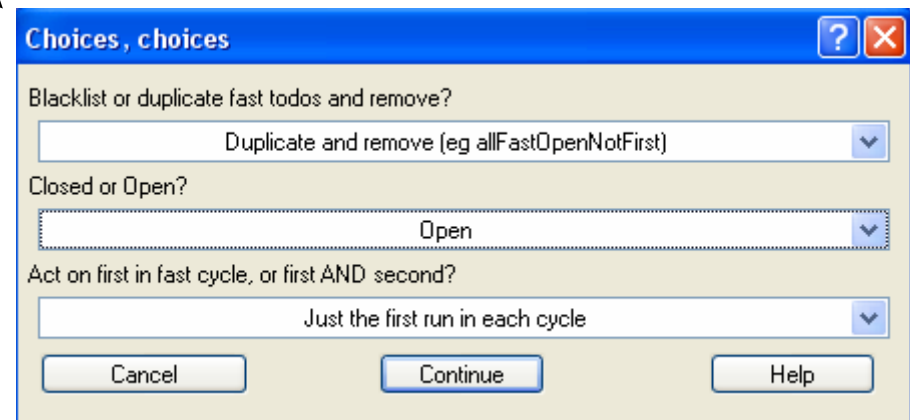 Choices, choices
Blacklist or duplicate fast todos and remove?
Duplicate and remove (eg allFastOpenNotFirst)
Closed or Open?
Open
Act on first in fast cycle, or first AND second?
Just the first run in each cycle
Cancel Continue Help